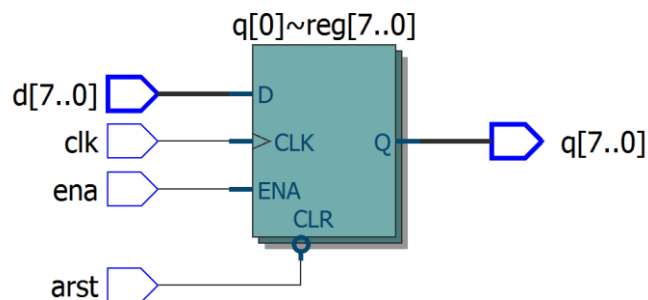 q[0]~reg[7..0]
d[7..0]
D
clk
CLK
Q
q[7..0]
ena
ENA
CLR
arst